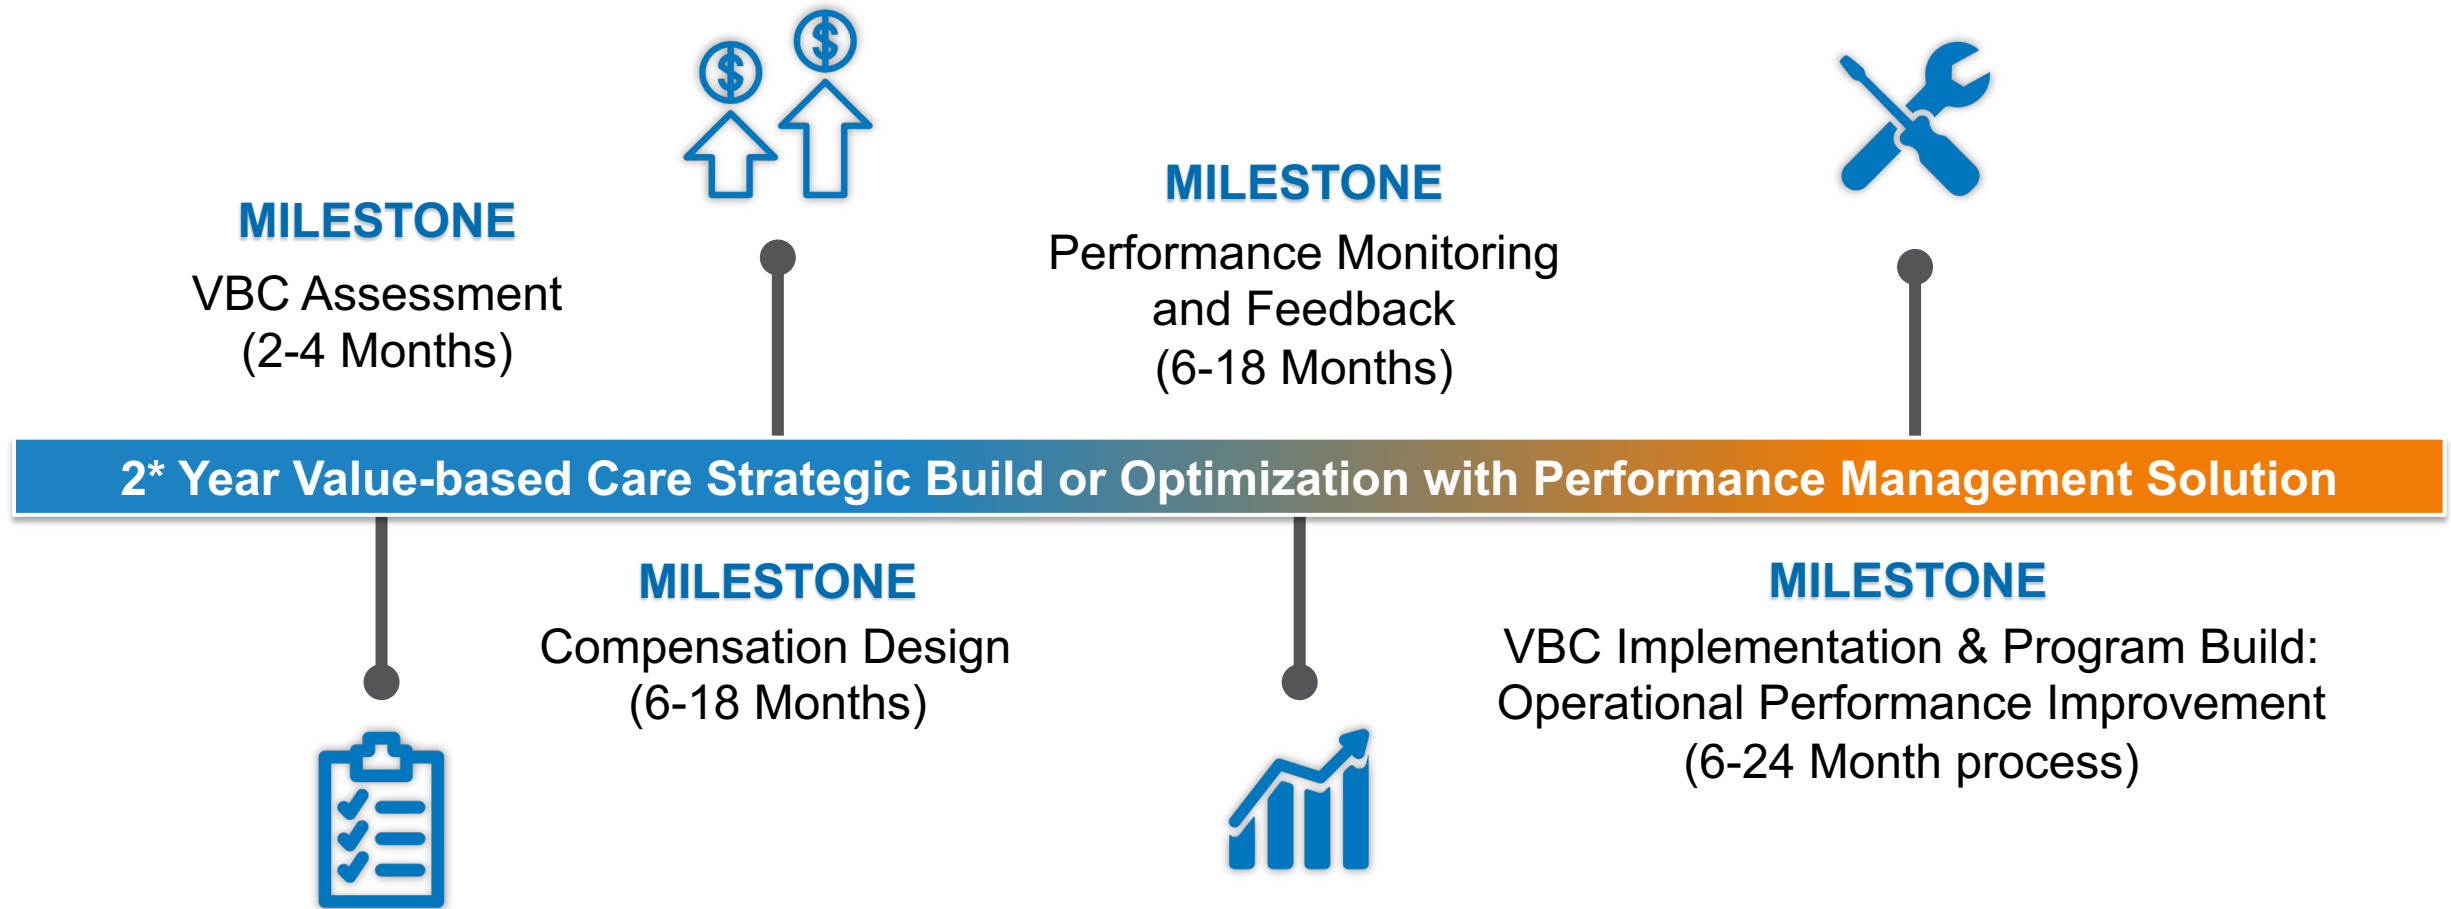 MILESTONE
VBC Assessment
(2-4 Months)
MILESTONE
Performance Monitoring
and Feedback
(6-18 Months)
2* Year Value-based Care Strategic Build or Optimization with Performance Management Solution
MILESTONE
Compensation Design
(6-18 Months)
MILESTONE
VBC Implementation & Program Build:
Operational Performance Improvement
(6-24 Month process)
$
$